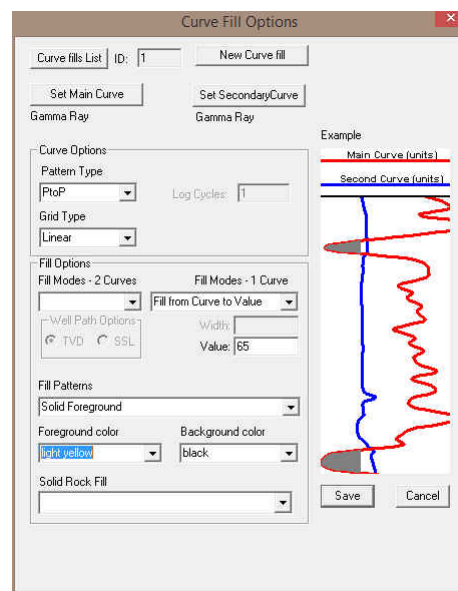 Curve Fill Options
Curve fills List ID: 1 New Curve fill
Set Main Curve Set SecondaryCurve
Gamma Ray Gamma Ray
Example
Main Curve (units)
Second Curve (units)
Curve Options
Pattern Type
PtoP Log Cycles: 1
Grid Type
Linear
Fill Options
Fill Modes - 2 Curves Fill Modes - 1 Curve
Fill from Curve to Value
Well Path Options
TVD SSL
Width:
Value: 65
Fill Patterns
Solid Foreground
Foreground color Background color
light yellow black
Solid Rock Fill
Save Cancel